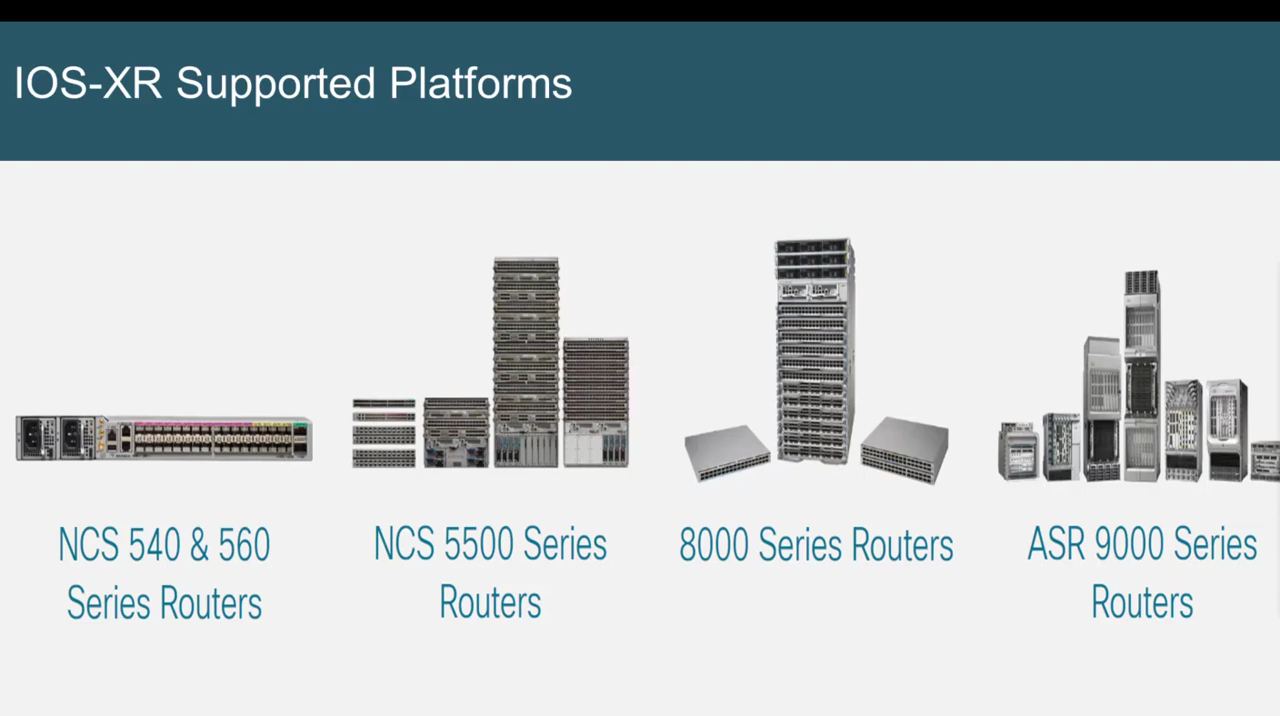 IOS-XR Supported Platforms
NCS 540 & 560
Series Routers
NCS 5500 Series
Routers
8000 Series Routers
ASR 9000 Series
Routers